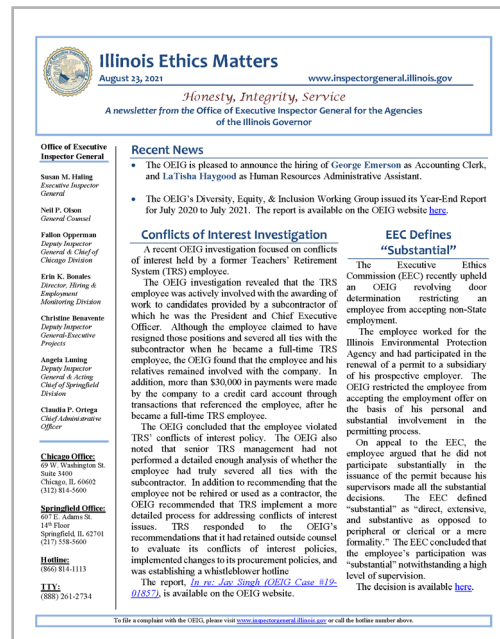 Illinois Ethics Matters
August 23, 2021 www.inspectorgeneral.illinois.gov
Honesty, Integrity, Service
A newsletter from the Office of Executive Inspector General for the Agencies
of the Illinois Governor
Office of Executive
Inspector General
Susan M. Haling
Executive Inspector
General
Neil P. Olson
General Counsel
Fallon Opperman
Deputy Inspector
General & Chief of
Chicago Division
Erin K. Bonales
Director, Hiring &
Employment
Monitoring Division
Christine Benavente
Deputy Inspector
General-Executive
Projects
Angela Luning
Deputy Inspector
General & Acting
Chief of Springfield
Division
Claudia P. Ortega
Chief Administrative
Officer
Chicago Office:
69 W. Washington St.
Suite 3400
Chicago, IL 60602
(312) 814-5600
Springfield Office:
607 E. Adams St.
14th Floor
Springfield, IL 62701
(217) 558-5600
Hotline:
(866) 814-1113
TTY:
(888) 261-2734
Recent News
• The OEIG is pleased to announce the hiring of George Emerson as Accounting Clerk,
and LaTisha Haygood as Human Resources Administrative Assistant.
• The OEIG's Diversity, Equity, & Inclusion Working Group issued its Year-End Report
for July 2020 to July 2021. The report is available on the OEIG website here.
Conflicts of Interest Investigation
A recent OEIG investigation focused on conflicts
of interest held by a former Teachers' Retirement
System (TRS) employee.
The OEIG investigation revealed that the TRS
employee was actively involved with the awarding of
work to candidates provided by a subcontractor of
which he was the President and Chief Executive
Officer. Although the employee claimed to have
resigned those positions and severed all ties with the
subcontractor when he became a full-time TRS
employee, the OEIG found that the employee and his
relatives remained involved with the company. In
addition, more than $30,000 in payments were made
by the company to a credit card account through
transactions that referenced the employee, after he
became a full-time TRS employee.
The OEIG concluded that the employee violated
TRS' conflicts of interest policy. The OEIG also
noted that senior TRS management had not
performed a detailed enough analysis of whether the
employee had truly severed all ties with the
subcontractor. In addition to recommending that the
employee not be rehired or used as a contractor, the
OEIG recommended that TRS implement a more
detailed process for addressing conflicts of interest
issues. TRS responded to the OEIG's
recommendations that it had retained outside counsel
to evaluate its conflicts of interest policies,
implemented changes to its procurement policies, and
was establishing a whistleblower hotline
The report, In re: Jay Singh (OEIG Case #19-
01857), is available on the OEIG website.
EEC Defines
"Substantial"
The Executive Ethics
Commission (EEC) recently upheld
an OEIG revolving door
determination restricting an
employee from accepting non-State
employment.
The employee worked for the
Illinois Environmental Protection
Agency and had participated in the
renewal of a permit to a subsidiary
of his prospective employer. The
OEIG restricted the employee from
accepting the employment offer on
the basis of his personal and
substantial involvement in the
permitting process.
On appeal to the EEC, the
employee argued that he did not
participate substantially in the
issuance of the permit because his
supervisors made all the substantial
decisions. The EEC defined
"substantial" as "direct, extensive,
and substantive as opposed to
peripheral or clerical or a mere
formality." The EEC concluded that
the employee's participation was
"substantial" notwithstanding a high
level of supervision.
The decision is available here.
To file a complaint with the OEIG, please visit www.inspectorgeneral.illinois.gov or call the hotline number above.